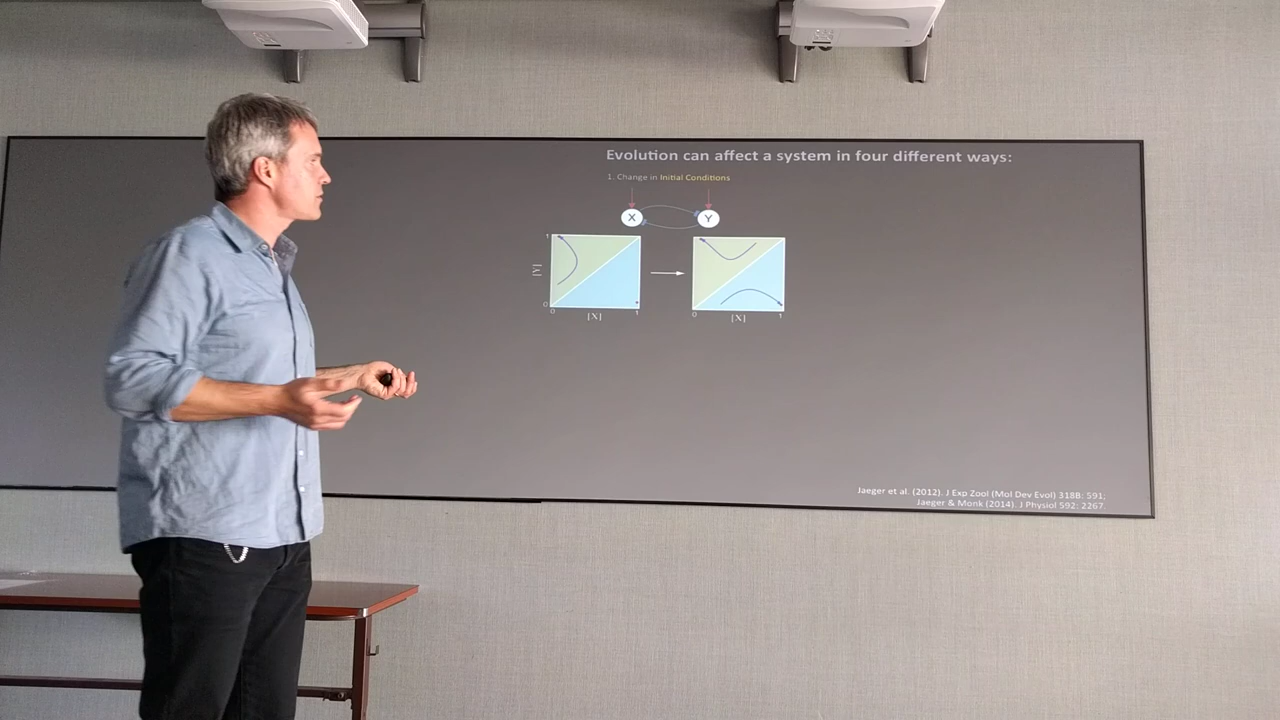 Evolution can affect a system in four different ways:
1. Change in Initial Conditions
X Y
1
[Y]
0
0 [X] 1
0 [X] 1
Jaeger et al. (2012). J Exp Zool (Mol Dev Evol) 318B: 591;
Jaeger & Monk (2014). J Physiol 592: 2267.